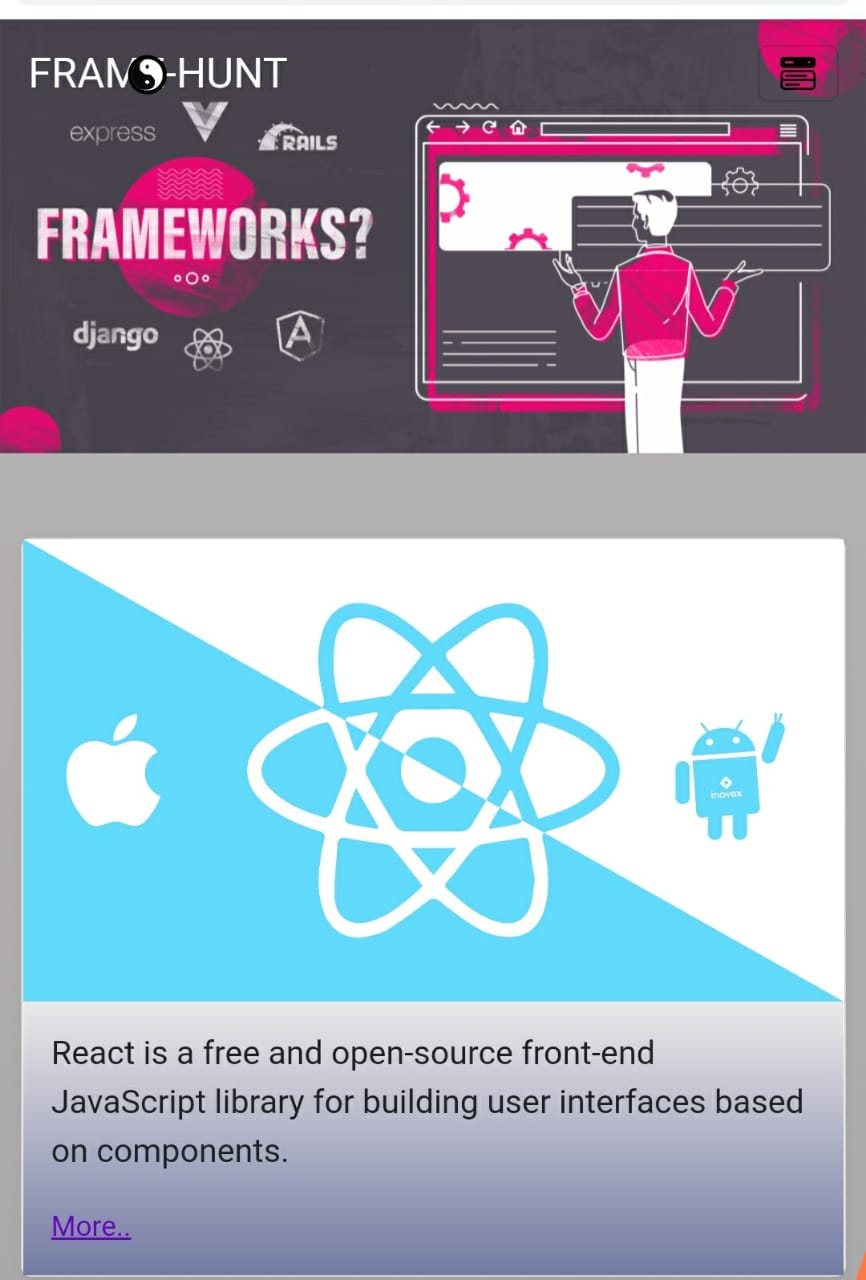 FRAME-HUNT
express
RAILS
FRAMEWORKS?
django
A
inovex
React is a free and open-source front-end
JavaScript library for building user interfaces based
on components.
More..